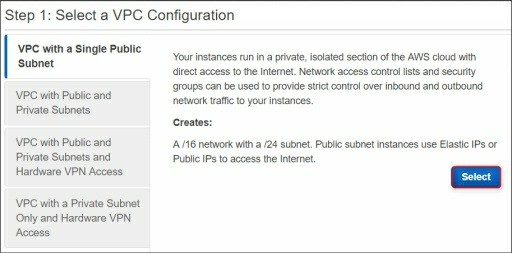 Step 1: Select a VPC Configuration
VPC with a Single Public
Subnet
VPC with Public and
Private Subnets
VPC with Public and
Private Subnets and
Hardware VPN Access
VPC with a Private Subnet
Only and Hardware VPN
Access
Your instances run in a private, isolated section of the AWS cloud with
direct access to the Internet. Network access control lists and security
groups can be used to provide strict control over inbound and outbound
network traffic to your instances.
Creates:
A /16 network with a /24 subnet. Public subnet instances use Elastic IPs or
Public IPs to access the Internet.
Select